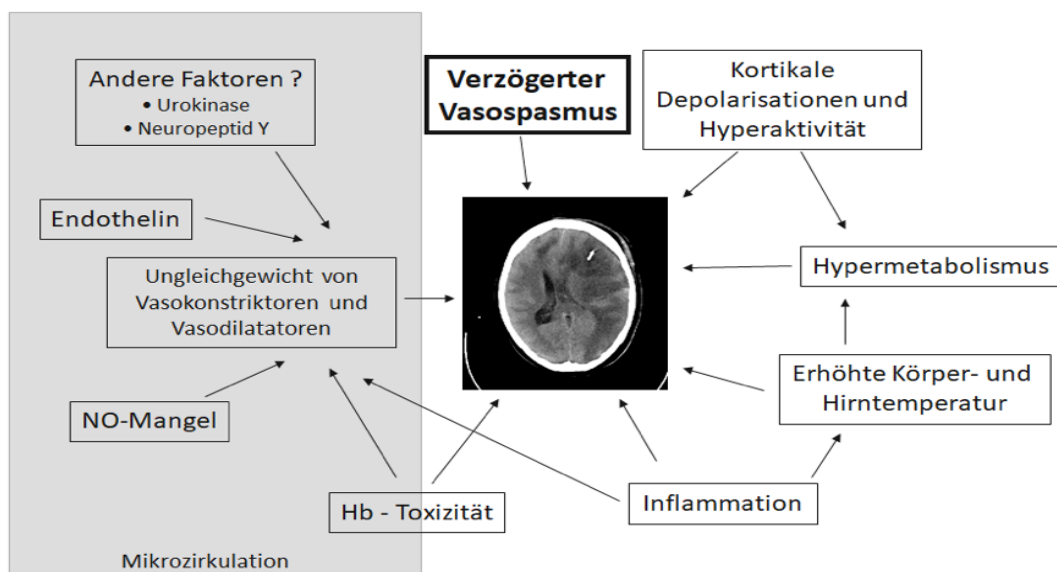 Andere Faktoren ?
• Urokinase
• Neuropeptid Y
Verzögerter
Vasospasmus
Kortikale
Depolarisationen und
Hyperaktivität
Endothelin
Ungleichgewicht von
Vasokonstriktoren und
Vasodilatatoren
Hypermetabolismus
NO-Mangel
Erhöhte Körper- und
Hirntemperatur
Hb - Toxizität
Inflammation
Mikrozirkulation